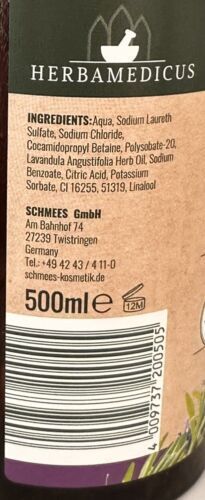 HERBAMEDICUS
INGREDIENTS:Aqua, Sodium Laureth
Sulfate, Sodium Chloride,
Cocamidopropyl Betaine, Polysobate-20,
Lavandula Angustifolia Herb Oil, Sodium
Benzoate, Citric Acid, Potassium
Sorbate, CI 16255, 51319, Linalool
SCHMEES GmbH
Am Bahnhof 74
27239 Twistringen
Germany
Tel.: +49 42 43 / 4 11-0
schmees-kosmetik.de
500ml e 12M
4 009737 200505